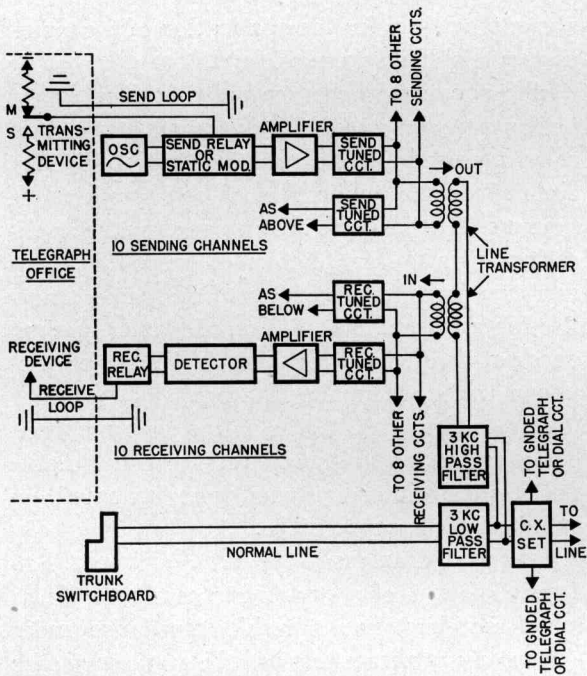 TO 8 OTHER
SENDING CCTS.
SEND LOOP
M
S
TRANS-
MITTING
DEVICE
+
OSC
SEND RELAY
OR
STATIC MOD.
AMPLIFIER
SEND
TUNED
CCT.
OUT
AS
ABOVE
SEND
TUNED
CCT.
10 SENDING CHANNELS
TELEGRAPH
OFFICE
LINE
TRANSFORMER
IN
AS
BELOW
REC.
TUNED
CCT.
RECEIVING
DEVICE
REC.
RELAY
DETECTOR
AMPLIFIER
REC.
TUNED
CCT.
RECEIVE
LOOP
10 RECEIVING CHANNELS
TO 8 OTHER
RECEIVING CCTS.
3 KC
HIGH
PASS
FILTER
TO GNDED
TELEGRAPH
OR DIAL CCT.
3 KC
LOW
PASS
FILTER
C.X.
SET
TO
LINE
NORMAL LINE
TRUNK
SWITCHBOARD
TO GNDED
TELEGRAPH
OR DIAL CCT.